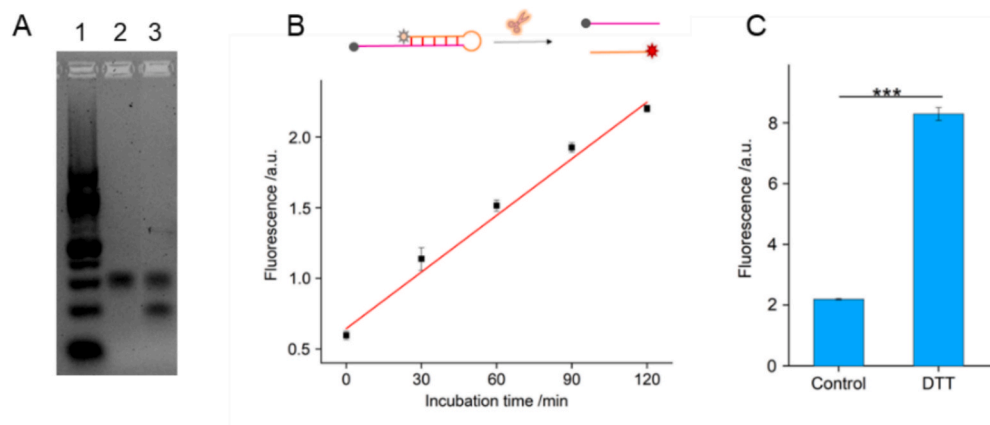 A
1 2 3
B
Fluorescence /a.u.
2.0
1.5
1.0
0.5
0 30 60 90 120
Incubation time /min
C
Fluorescence /a.u.
8
6
4
2
0
***
Control DTT